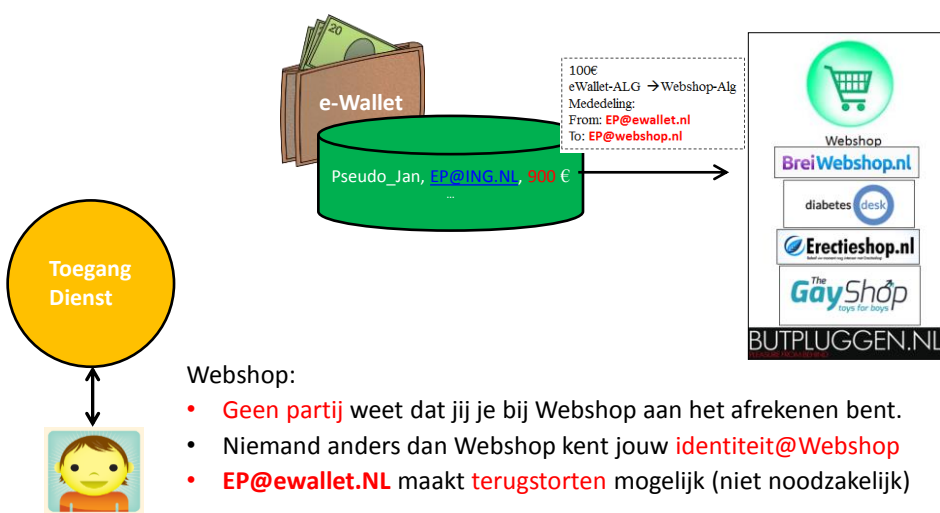 20
e-Wallet
Pseudo_Jan, EP@ING.NL, 900 €
...
100€
eWallet-ALG →Webshop-Alg
Mededeling:
From: EP@ewallet.nl
To: EP@webshop.nl
Webshop
BreiWebshop.nl
diabetes desk
Erectieshop.nl
The
GayShop
toys for boys
BUTPLUGGEN.NL
Toegang
Dienst
Webshop:
• Geen partij weet dat jij je bij Webshop aan het afrekenen bent.
• Niemand anders dan Webshop kent jouw identiteit@Webshop
• EP@ewallet.NL maakt terugstorten mogelijk (niet noodzakelijk)